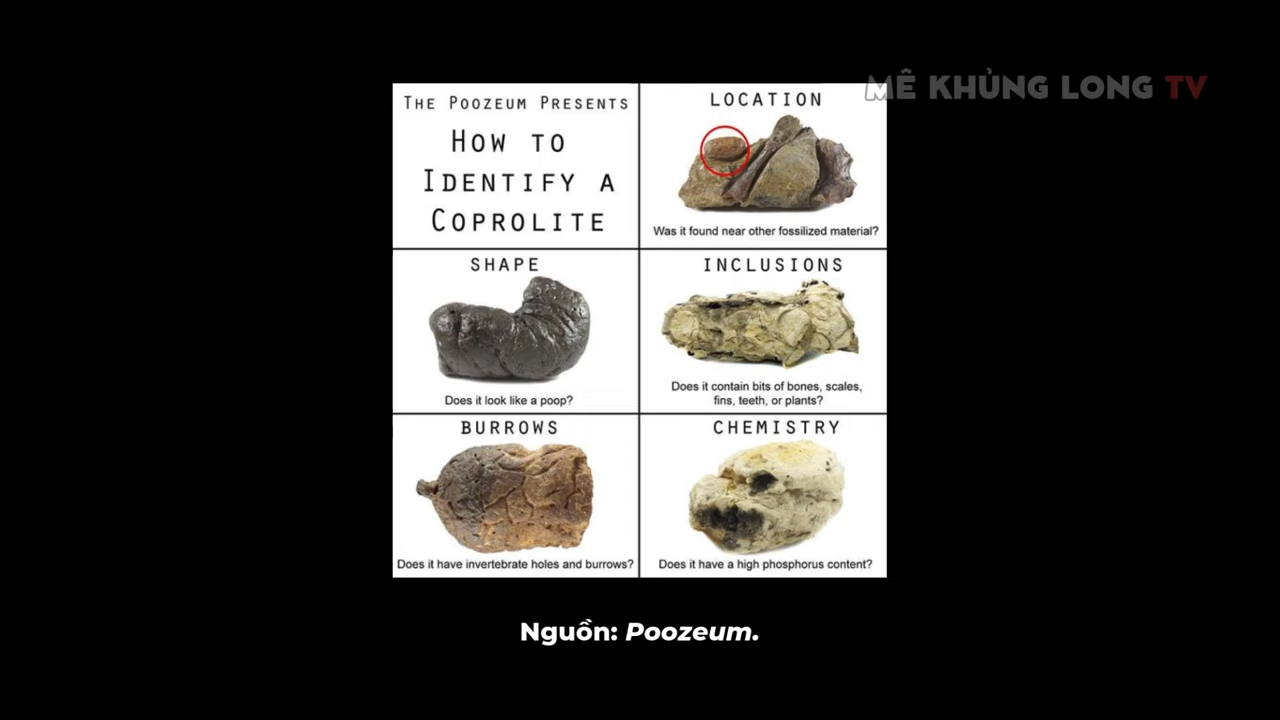 MÊ KHỦNG LONG TV
The Poozeum Presents
How to
Identify a
Coprolite
LOCATION
Was it found near other fossilized material?
SHAPE
Does it look like a poop?
INCLUSIONS
Does it contain bits of bones, scales,
fins, teeth, or plants?
BURROWS
Does it have invertebrate holes and burrows?
CHEMISTRY
Does it have a high phosphorus content?
Nguồn: Poozeum.